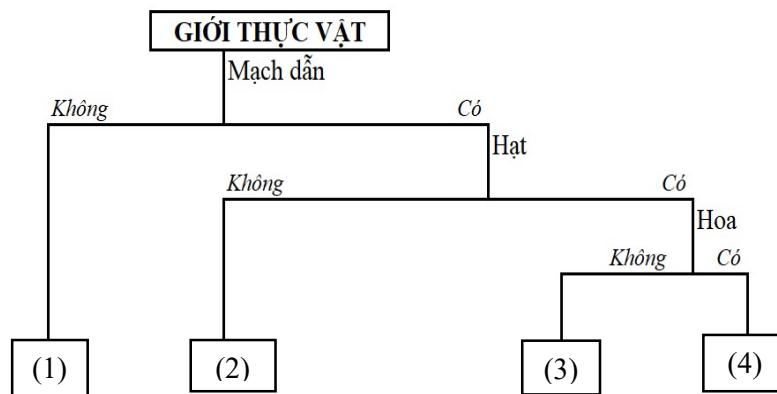 GIỚI THỰC VẬT
Mạch dẫn
Không
Có
Hạt
Không
Có
Hoa
Không
Có
(1)
(2)
(3)
(4)